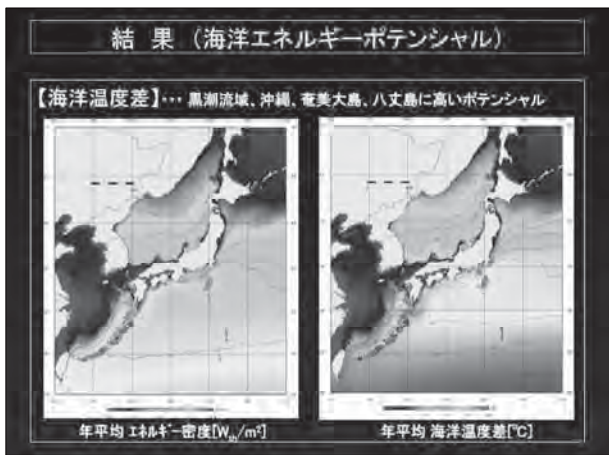 結 果 (海洋エネルギーポテンシャル)
【海洋温度差】… 黒潮流域、沖縄、奄美大島、八丈島に高いポテンシャル
年平均 エネルギー密度[Wth/m²]
年平均 海洋温度差[℃]